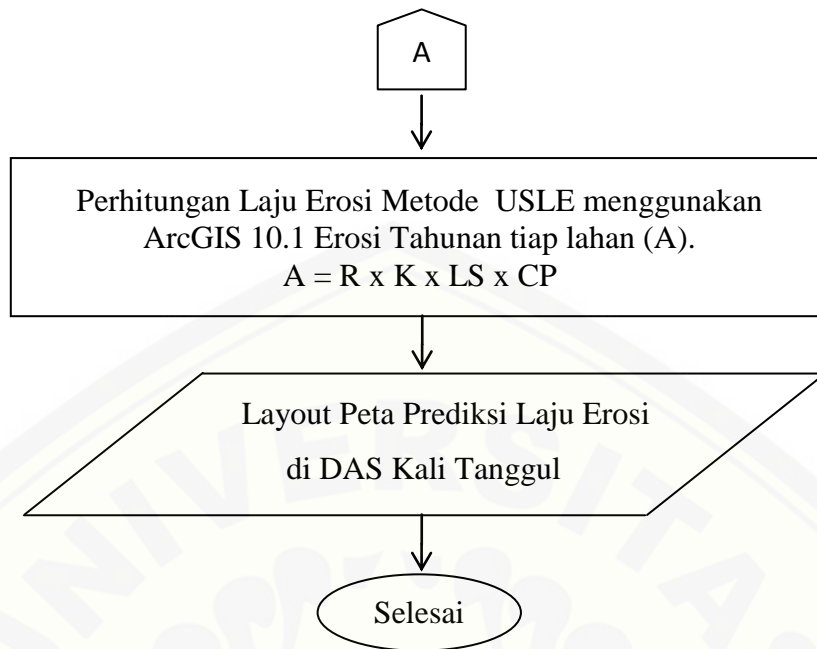 A
Perhitungan Laju Erosi Metode USLE menggunakan
ArcGIS 10.1 Erosi Tahunan tiap lahan (A).
A = R x K x LS x CP
Layout Peta Prediksi Laju Erosi
di DAS Kali Tanggul
Selesai
UNIVERSITA